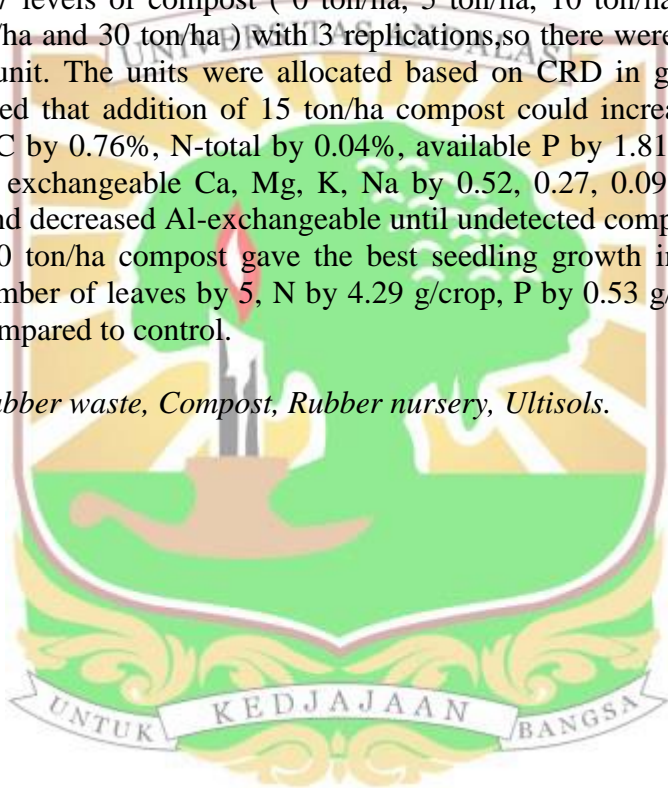 levels of compost ( 0 ton/ha, 5 ton/ha, 10 ton/ha
/ha and 30 ton/ha ) with 3 replications,so there were
UNIVERSITAS ANDALAS
unit. The units were allocated based on CRD in g
ed that addition of 15 ton/ha compost could increa
C by 0.76%, N-total by 0.04%, available P by 1.81
exchangeable Ca, Mg, K, Na by 0.52, 0.27, 0.09
nd decreased Al-exchangeable until undetected comp
0 ton/ha compost gave the best seedling growth in
mber of leaves by 5, N by 4.29 g/crop, P by 0.53 g/
mpared to control.
bber waste, Compost, Rubber nursery, Ultisols.
UNTUK KEDJAJAAN BANGSA